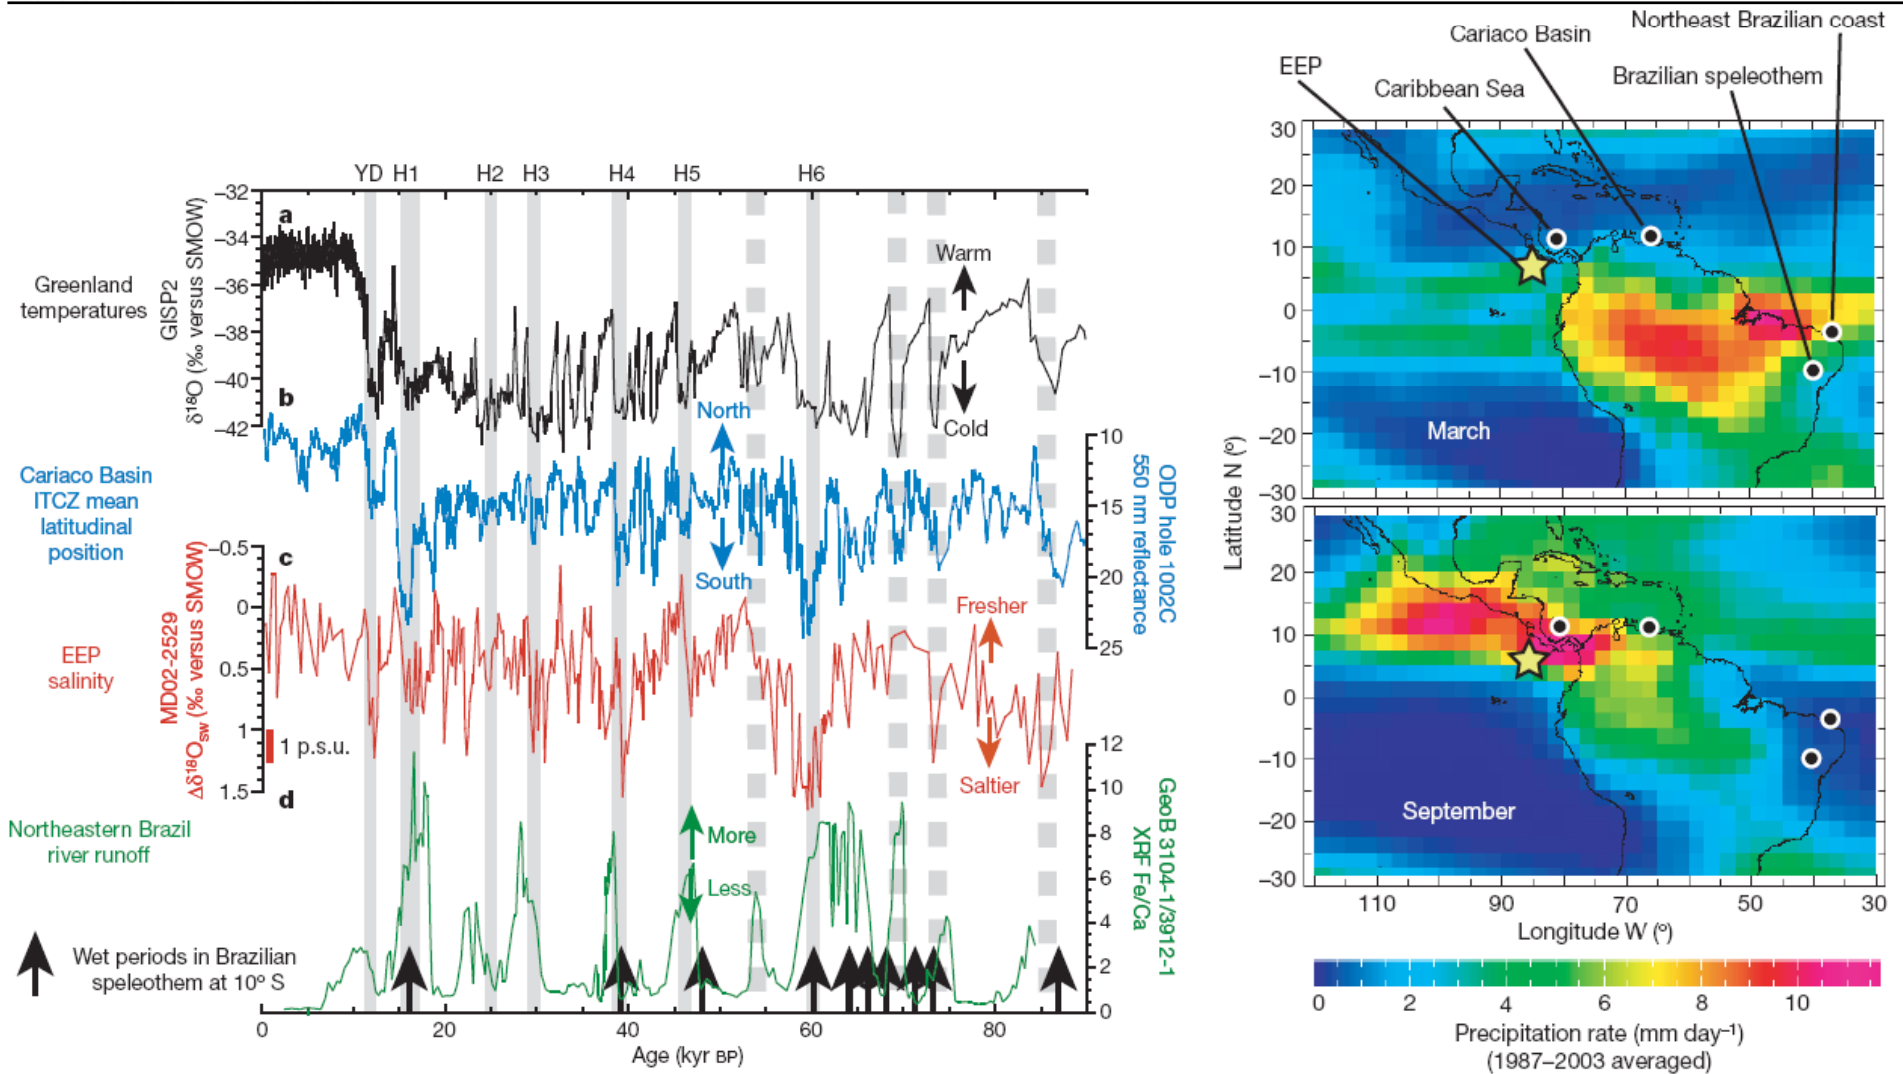 YD H1 H2 H3 H4 H5 H6
a
−32
−34
−36
−38
−40
−42
GISP2
δ18O (‰ versus SMOW)
Greenland
temperatures
Warm
Cold
b
North
South
Cariaco Basin
ITCZ mean
latitudinal
position
10
15
20
25
ODP hole 1002C
550 nm reflectance
c
−0.5
0
0.5
1
1.5
MD02-2529
Δδ18Osw (‰ versus SMOW)
EEP
salinity
1 p.s.u.
Fresher
Saltier
d
Northeastern Brazil
river runoff
More
Less
12
10
8
6
4
2
0
GeoB 3104-1/3912-1
XRF Fe/Ca
Wet periods in Brazilian
speleothem at 10º S
0 20 40 60 80
Age (kyr BP)
Northeast Brazilian coast
Cariaco Basin
EEP
Caribbean Sea
Brazilian speleothem
30
20
10
0
−10
−20
−30
March
Latitude N (º)
30
20
10
0
−10
−20
−30
September
110 90 70 50 30
Longitude W (º)
0 2 4 6 8 10
Precipitation rate (mm day−1)
(1987–2003 averaged)